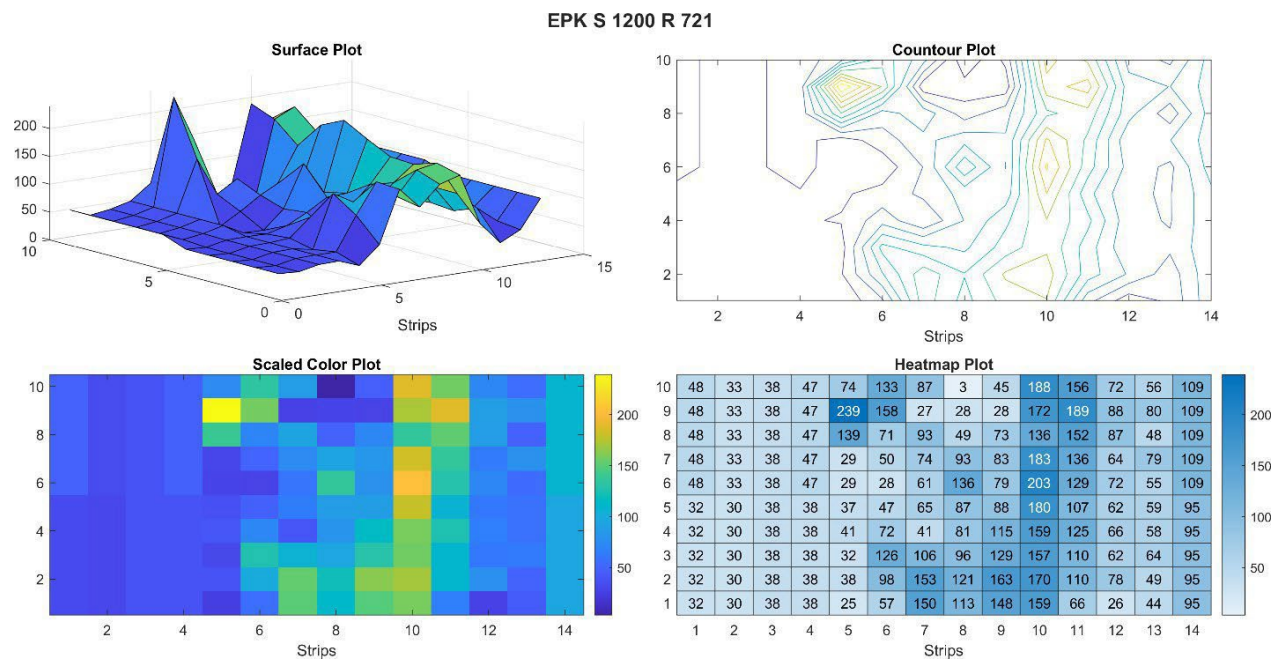 EPK S 1200 R 721
Surface Plot
200
150
100
50
0
10
5
0
0
5
10
15
Strips
Countour Plot
10
8
6
4
2
2 4 6 8 10 12 14
Strips
Scaled Color Plot
10
8
6
4
2
2 4 6 8 10 12 14
Strips
200
150
100
50
Heatmap Plot
10 48 33 38 47 74 133 87 3 45 188 156 72 56 109
9 48 33 38 47 239 158 27 28 28 172 189 88 80 109
8 48 33 38 47 139 71 93 49 73 136 152 87 48 109
7 48 33 38 47 29 50 74 93 83 183 136 64 79 109
6 48 33 38 47 29 28 61 136 79 203 129 72 55 109
5 32 30 38 38 37 47 65 87 88 180 107 62 59 95
4 32 30 38 38 41 72 41 81 115 159 125 66 58 95
3 32 30 38 38 32 126 106 96 129 157 110 62 64 95
2 32 30 38 38 38 98 153 121 163 170 110 78 49 95
1 32 30 38 38 25 57 150 113 148 159 66 26 44 95
1 2 3 4 5 6 7 8 9 10 11 12 13 14
Strips
200
150
100
50